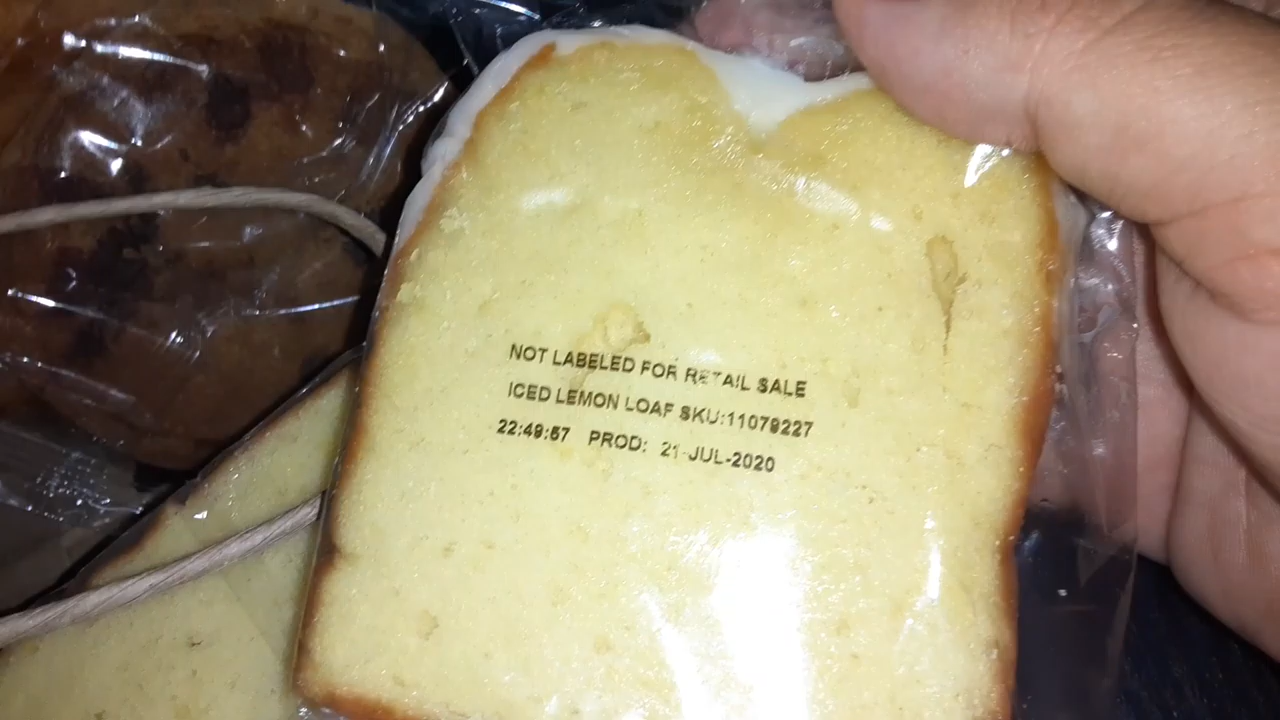 NOT LABELED FOR RETAIL SALE
ICED LEMON LOAF SKU:11079227
22:49:57 PROD: 21-JUL-2020